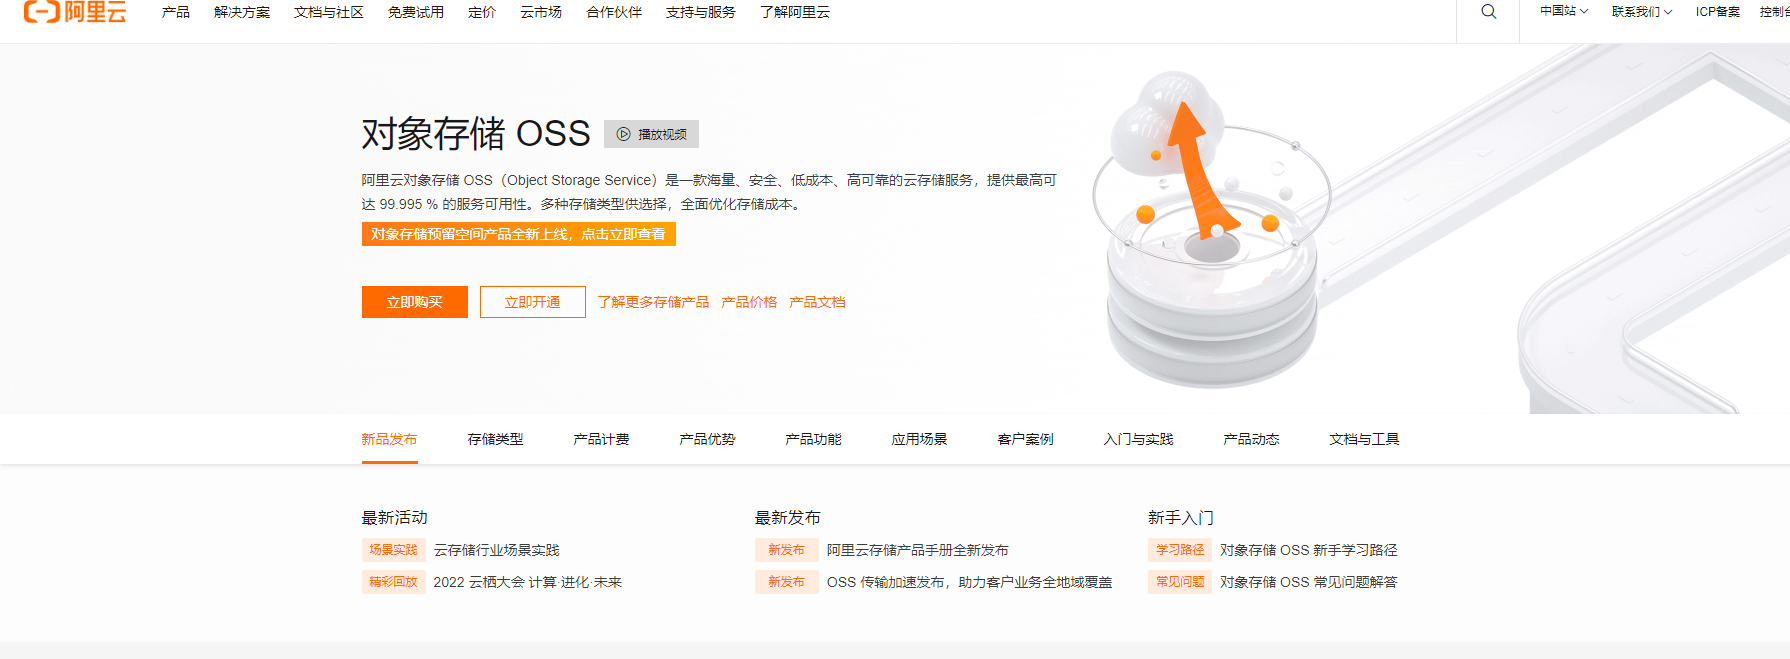 阿里云 产品 解决方案 文档与社区 免费试用 定价 云市场 合作伙伴 支持与服务 了解阿里云 中国站 联系我们 ICP备案 控制台
对象存储 OSS 播放视频
阿里云对象存储 OSS（Object Storage Service）是一款海量、安全、低成本、高可靠的云存储服务，提供最高可
达 99.995 % 的服务可用性。多种存储类型供选择，全面优化存储成本。
对象存储预留空间产品全新上线，点击立即查看
立即购买 立即开通 了解更多存储产品 产品价格 产品文档
新品发布 存储类型 产品计费 产品优势 产品功能 应用场景 客户案例 入门与实践 产品动态 文档与工具
最新活动
场景实践 云存储行业场景实践
精彩回放 2022 云栖大会 计算·进化·未来
最新发布
新发布 阿里云存储产品手册全新发布
新发布 OSS 传输加速发布，助力客户业务全地域覆盖
新手入门
学习路径 对象存储 OSS 新手学习路径
常见问题 对象存储 OSS 常见问题解答